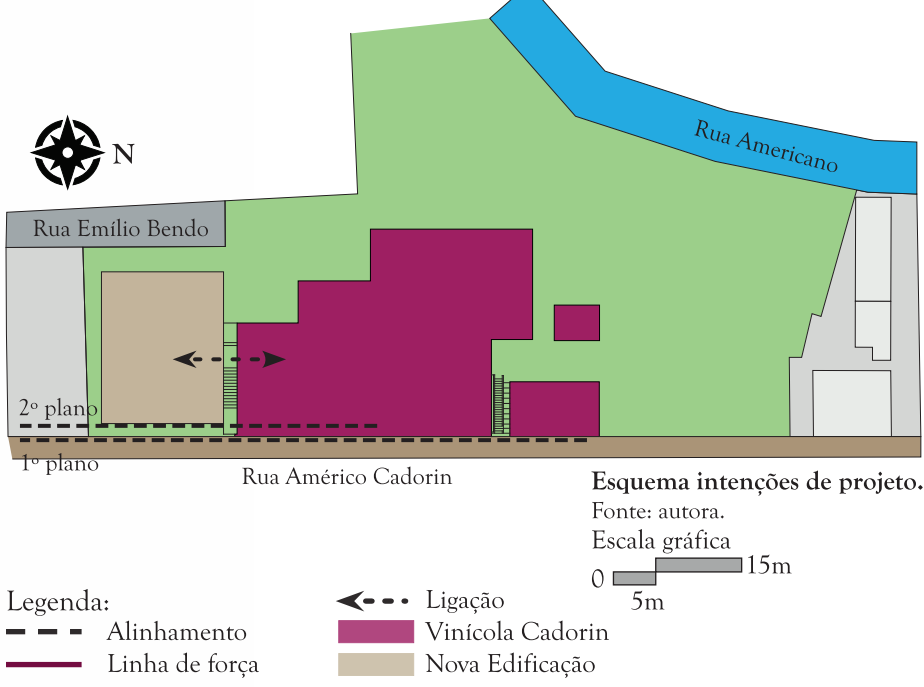 Rua Americano
N
Rua Emílio Bendo
2º plano
1º plano
Rua Américo Cadorin
Esquema intenções de projeto.
Fonte: autora.
Escala gráfica
0
15m
5m
Legenda:
Alinhamento
Linha de força
Ligação
Vinícola Cadorin
Nova Edificação